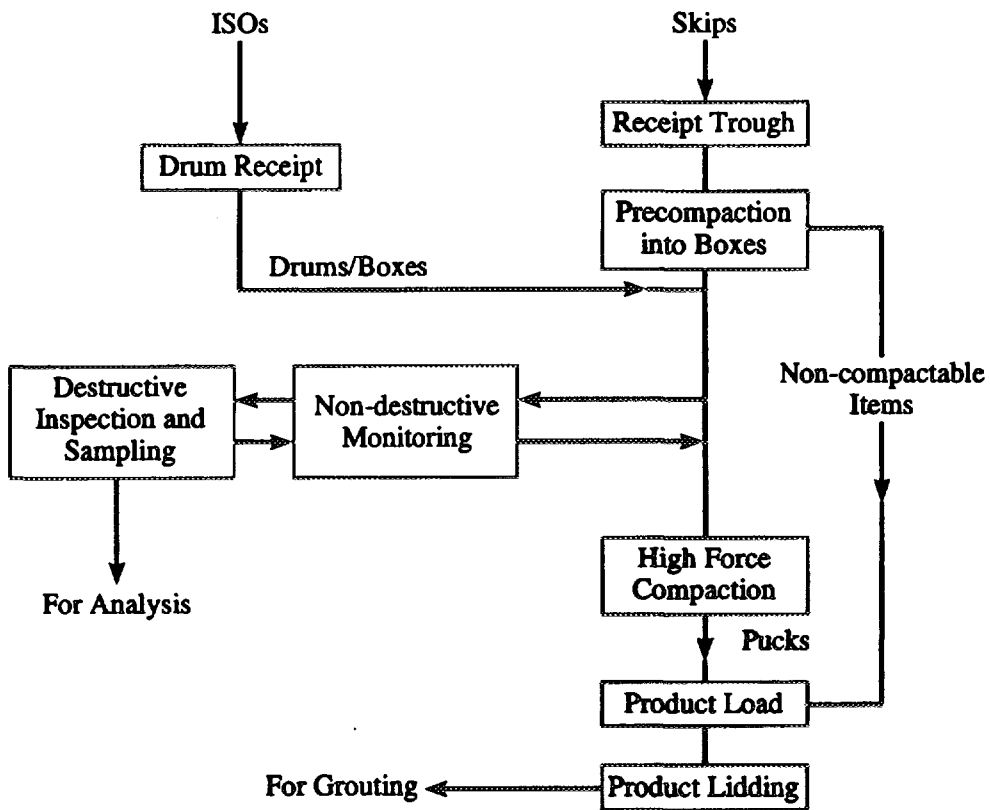 ISOs
Skips
Receipt Trough
Drum Receipt
Precompaction
into Boxes
Drums/Boxes
Non-compactable
Items
Destructive
Inspection and
Sampling
Non-destructive
Monitoring
High Force
Compaction
For Analysis
Pucks
Product Load
For Grouting
Product Lidding